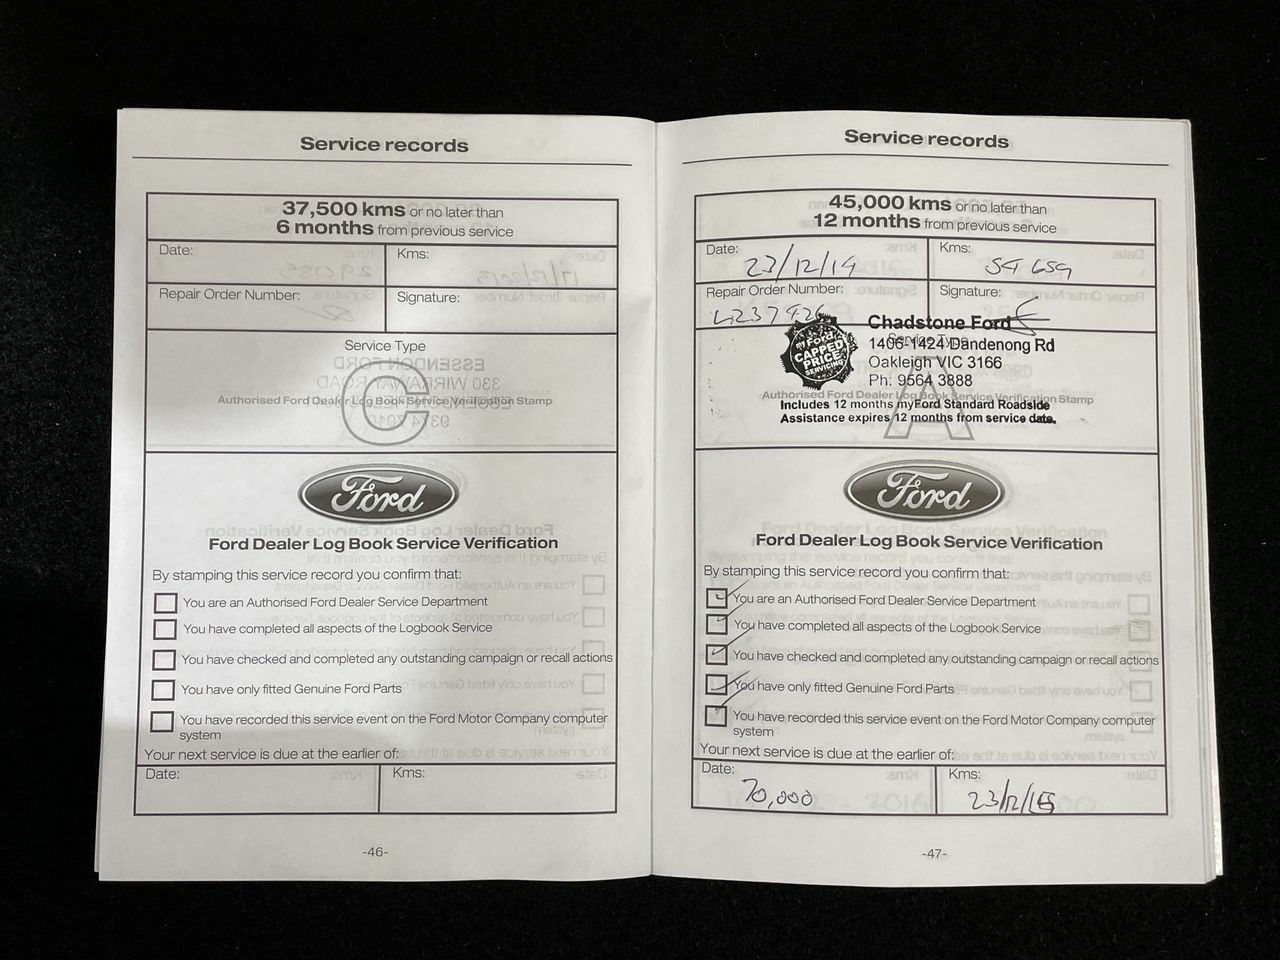 Service records
37,500 kms or no later than
6 months from previous service
Date:
Kms:
Repair Order Number:
Signature:
Service Type
C
Authorised Ford Dealer Log Book Service Verification Stamp
Ford
Ford Dealer Log Book Service Verification
By stamping this service record you confirm that:
You are an Authorised Ford Dealer Service Department
You have completed all aspects of the Logbook Service
You have checked and completed any outstanding campaign or recall actions
You have only fitted Genuine Ford Parts
You have recorded this service event on the Ford Motor Company computer
system
Your next service is due at the earlier of:
Date:
Kms:
-46-
Service records
45,000 kms or no later than
12 months from previous service
Date: 23/12/14
Kms: 54 659
Repair Order Number:
Signature:
Service Type
my Ford
CAPPED
PRICE
SERVICING
Chadstone Ford
1406-1424 Dandenong Rd
Oakleigh VIC 3166
Ph: 9564 3888
A
Authorised Ford Dealer Log Book Service Verification Stamp
Includes 12 months myFord Standard Roadside
Assistance expires 12 months from service date.
Ford
Ford Dealer Log Book Service Verification
By stamping this service record you confirm that:
You are an Authorised Ford Dealer Service Department
You have completed all aspects of the Logbook Service
You have checked and completed any outstanding campaign or recall actions
You have only fitted Genuine Ford Parts
You have recorded this service event on the Ford Motor Company computer
system
Your next service is due at the earlier of:
Date: 70,000
Kms: 23/12/15
-47-